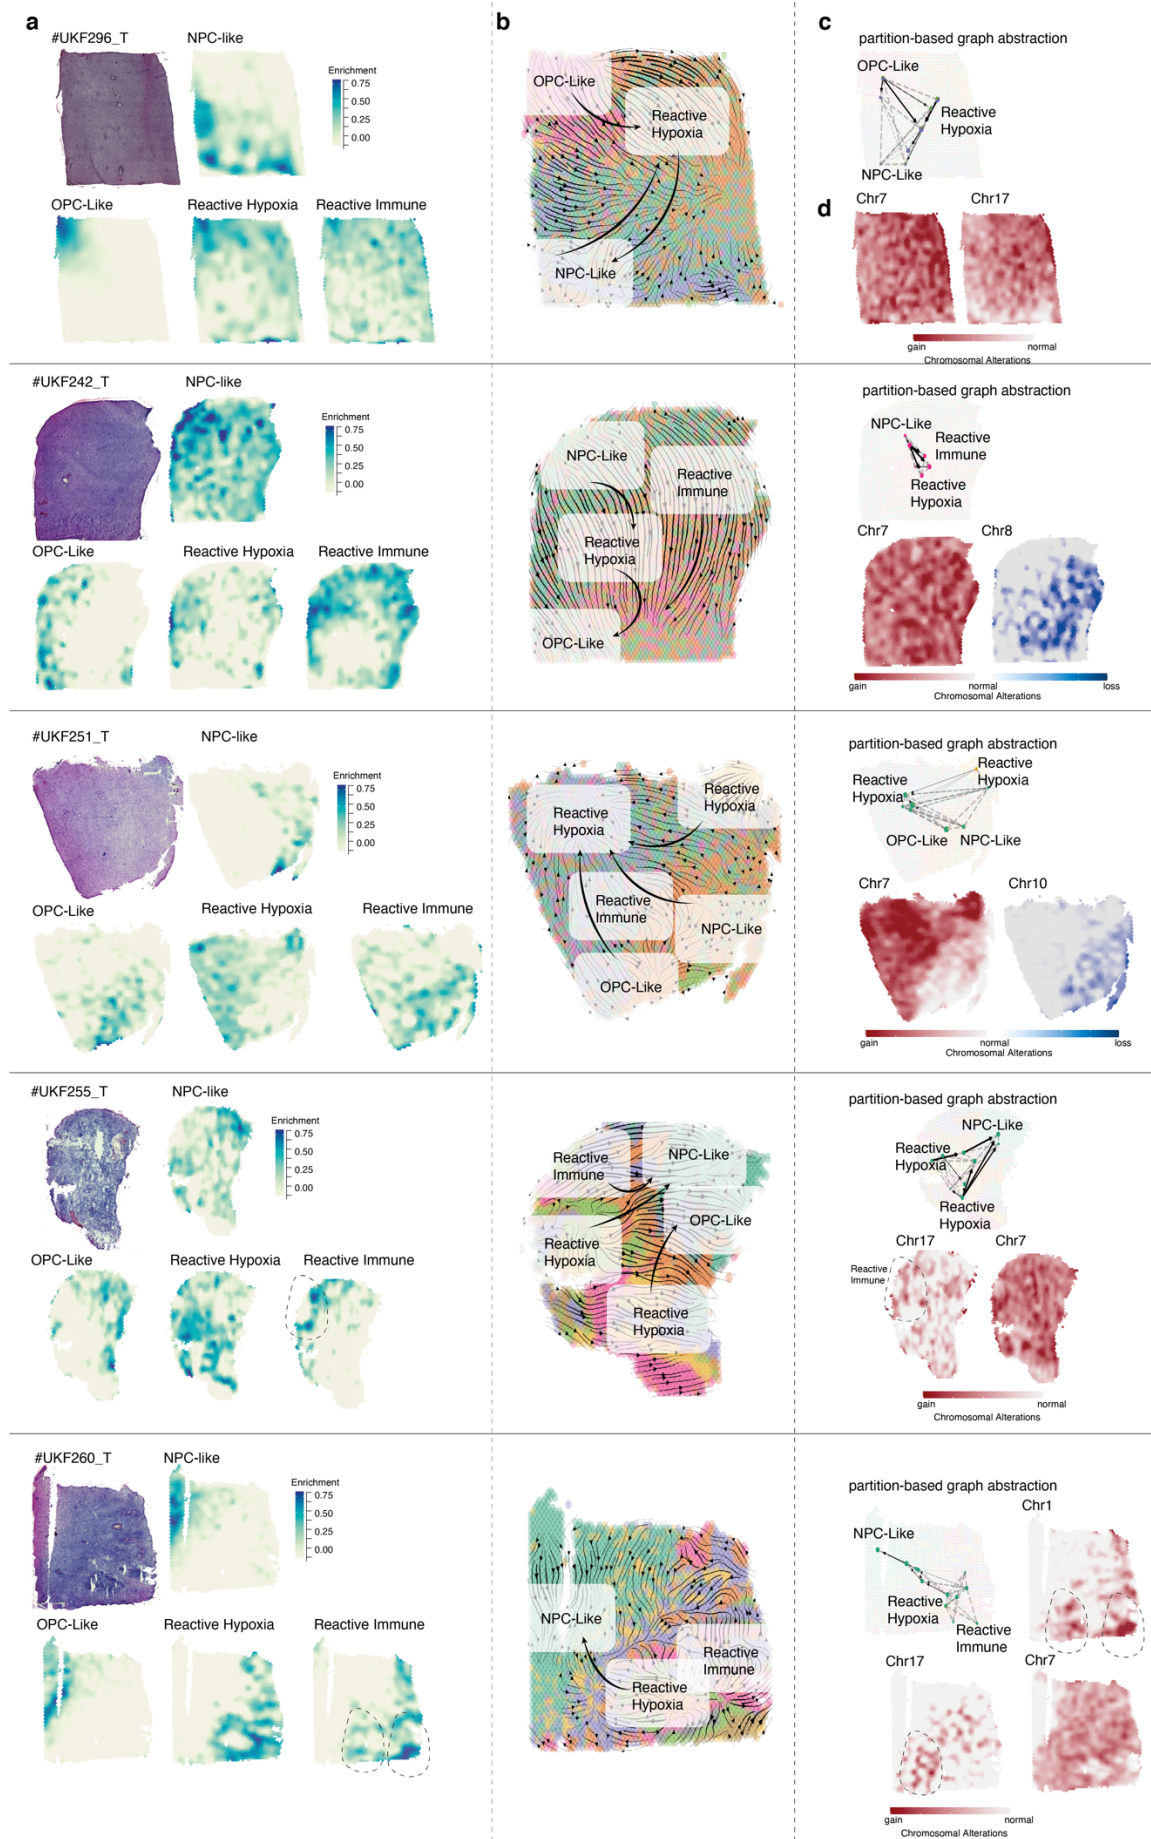 a
#UKF296_T
NPC-like
Enrichment
0.75
0.50
0.25
0.00
OPC-Like
Reactive Hypoxia
Reactive Immune
b
OPC-Like
Reactive
Hypoxia
NPC-Like
c
partition-based graph abstraction
OPC-Like
Reactive
Hypoxia
NPC-Like
d
Chr7
Chr17
gain
normal
Chromosomal Alterations
#UKF242_T
NPC-like
Enrichment
0.75
0.50
0.25
0.00
OPC-Like
Reactive Hypoxia
Reactive Immune
NPC-Like
Reactive
Immune
Reactive
Hypoxia
OPC-Like
partition-based graph abstraction
NPC-Like
Reactive
Immune
Reactive
Hypoxia
Chr7
Chr8
gain
normal
loss
Chromosomal Alterations
#UKF251_T
NPC-like
Enrichment
0.75
0.50
0.25
0.00
OPC-Like
Reactive Hypoxia
Reactive Immune
Reactive
Hypoxia
Reactive
Hypoxia
Reactive
Immune
NPC-Like
OPC-Like
partition-based graph abstraction
Reactive
Hypoxia
Reactive
Hypoxia
OPC-Like
NPC-Like
Chr7
Chr10
gain
normal
loss
Chromosomal Alterations
#UKF255_T
NPC-like
Enrichment
0.75
0.50
0.25
0.00
OPC-Like
Reactive Hypoxia
Reactive Immune
Reactive
Immune
NPC-Like
OPC-Like
Reactive
Hypoxia
Reactive
Hypoxia
partition-based graph abstraction
NPC-Like
Reactive
Hypoxia
Reactive
Hypoxia
Chr17
Chr7
Reactive
Immune
gain
normal
Chromosomal Alterations
#UKF260_T
NPC-like
Enrichment
0.75
0.50
0.25
0.00
OPC-Like
Reactive Hypoxia
Reactive Immune
NPC-Like
Reactive
Immune
Reactive
Hypoxia
partition-based graph abstraction
Chr1
NPC-Like
Reactive
Hypoxia
Reactive
Immune
Chr17
Chr7
gain
normal
Chromosomal Alterations